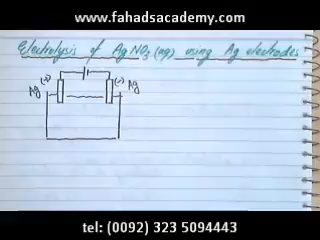 www.fahadsacademy.com
Electrolysis of AgNO3 (aq) using Ag electrodes
(+) (-)
Ag Ag
tel: (0092) 323 5094443